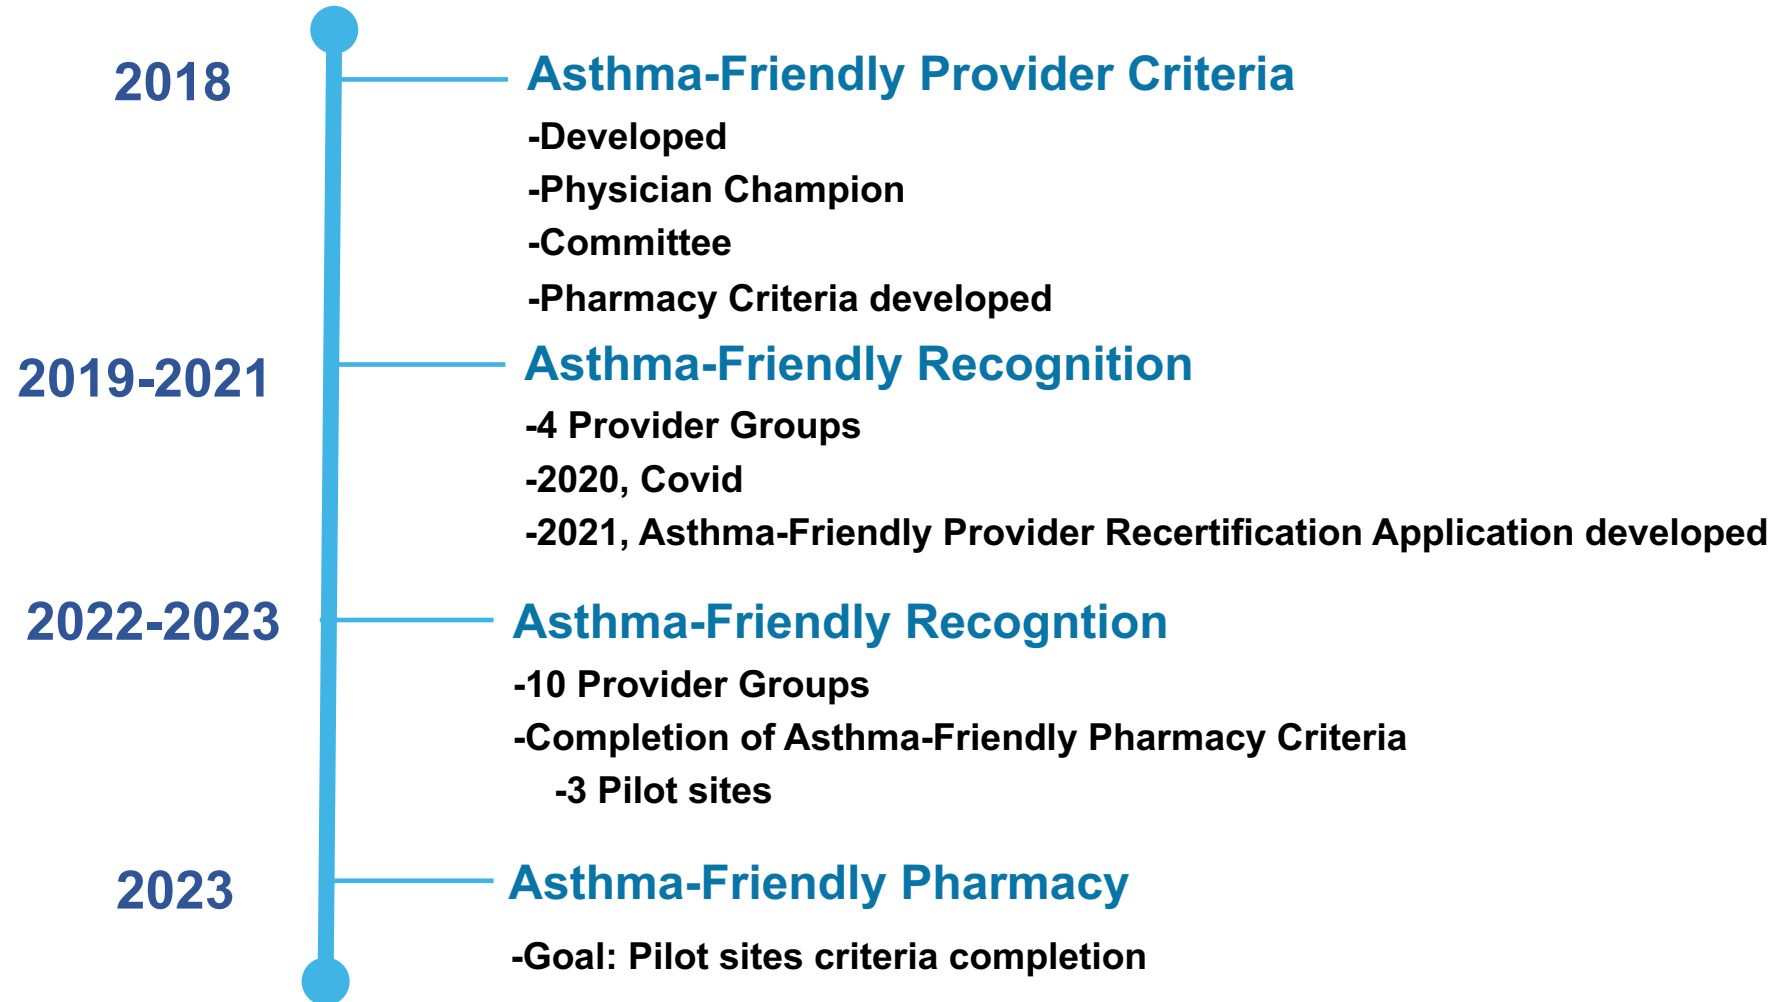 2018
Asthma-Friendly Provider Criteria
-Developed
-Physician Champion
-Committee
-Pharmacy Criteria developed
2019-2021
Asthma-Friendly Recognition
-4 Provider Groups
-2020, Covid
-2021, Asthma-Friendly Provider Recertification Application developed
2022-2023
Asthma-Friendly Recogntion
-10 Provider Groups
-Completion of Asthma-Friendly Pharmacy Criteria
-3 Pilot sites
2023
Asthma-Friendly Pharmacy
-Goal: Pilot sites criteria completion